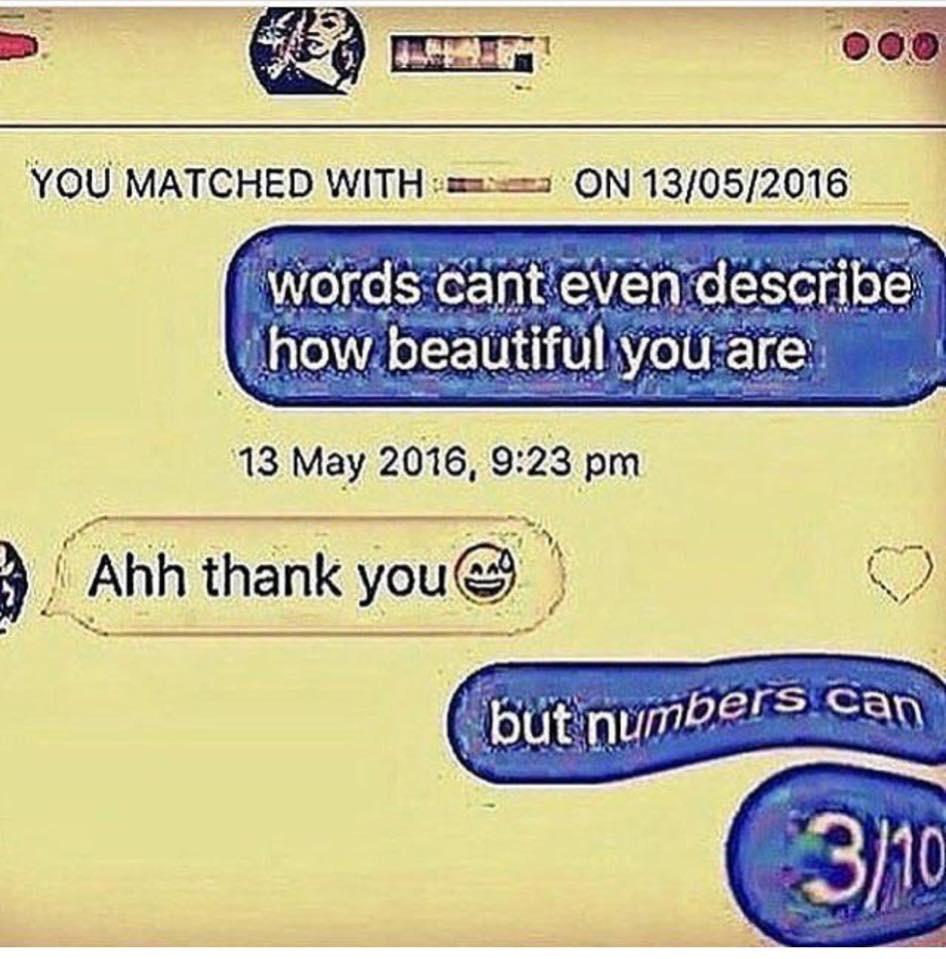 YOU MATCHED WITH ON 13/05/2016
words cant even describe
how beautiful you are
13 May 2016, 9:23 pm
Ahh thank you😅
but numbers can
3/10